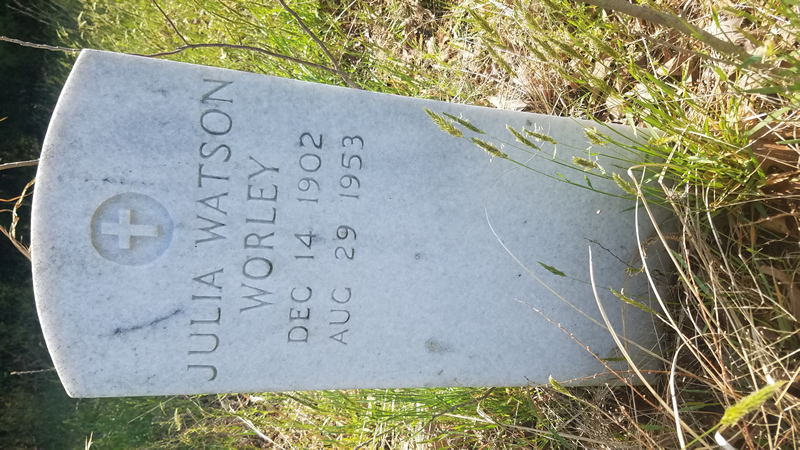 JULIA WATSON
WORLEY
DEC 14 1902
AUG 29 1953